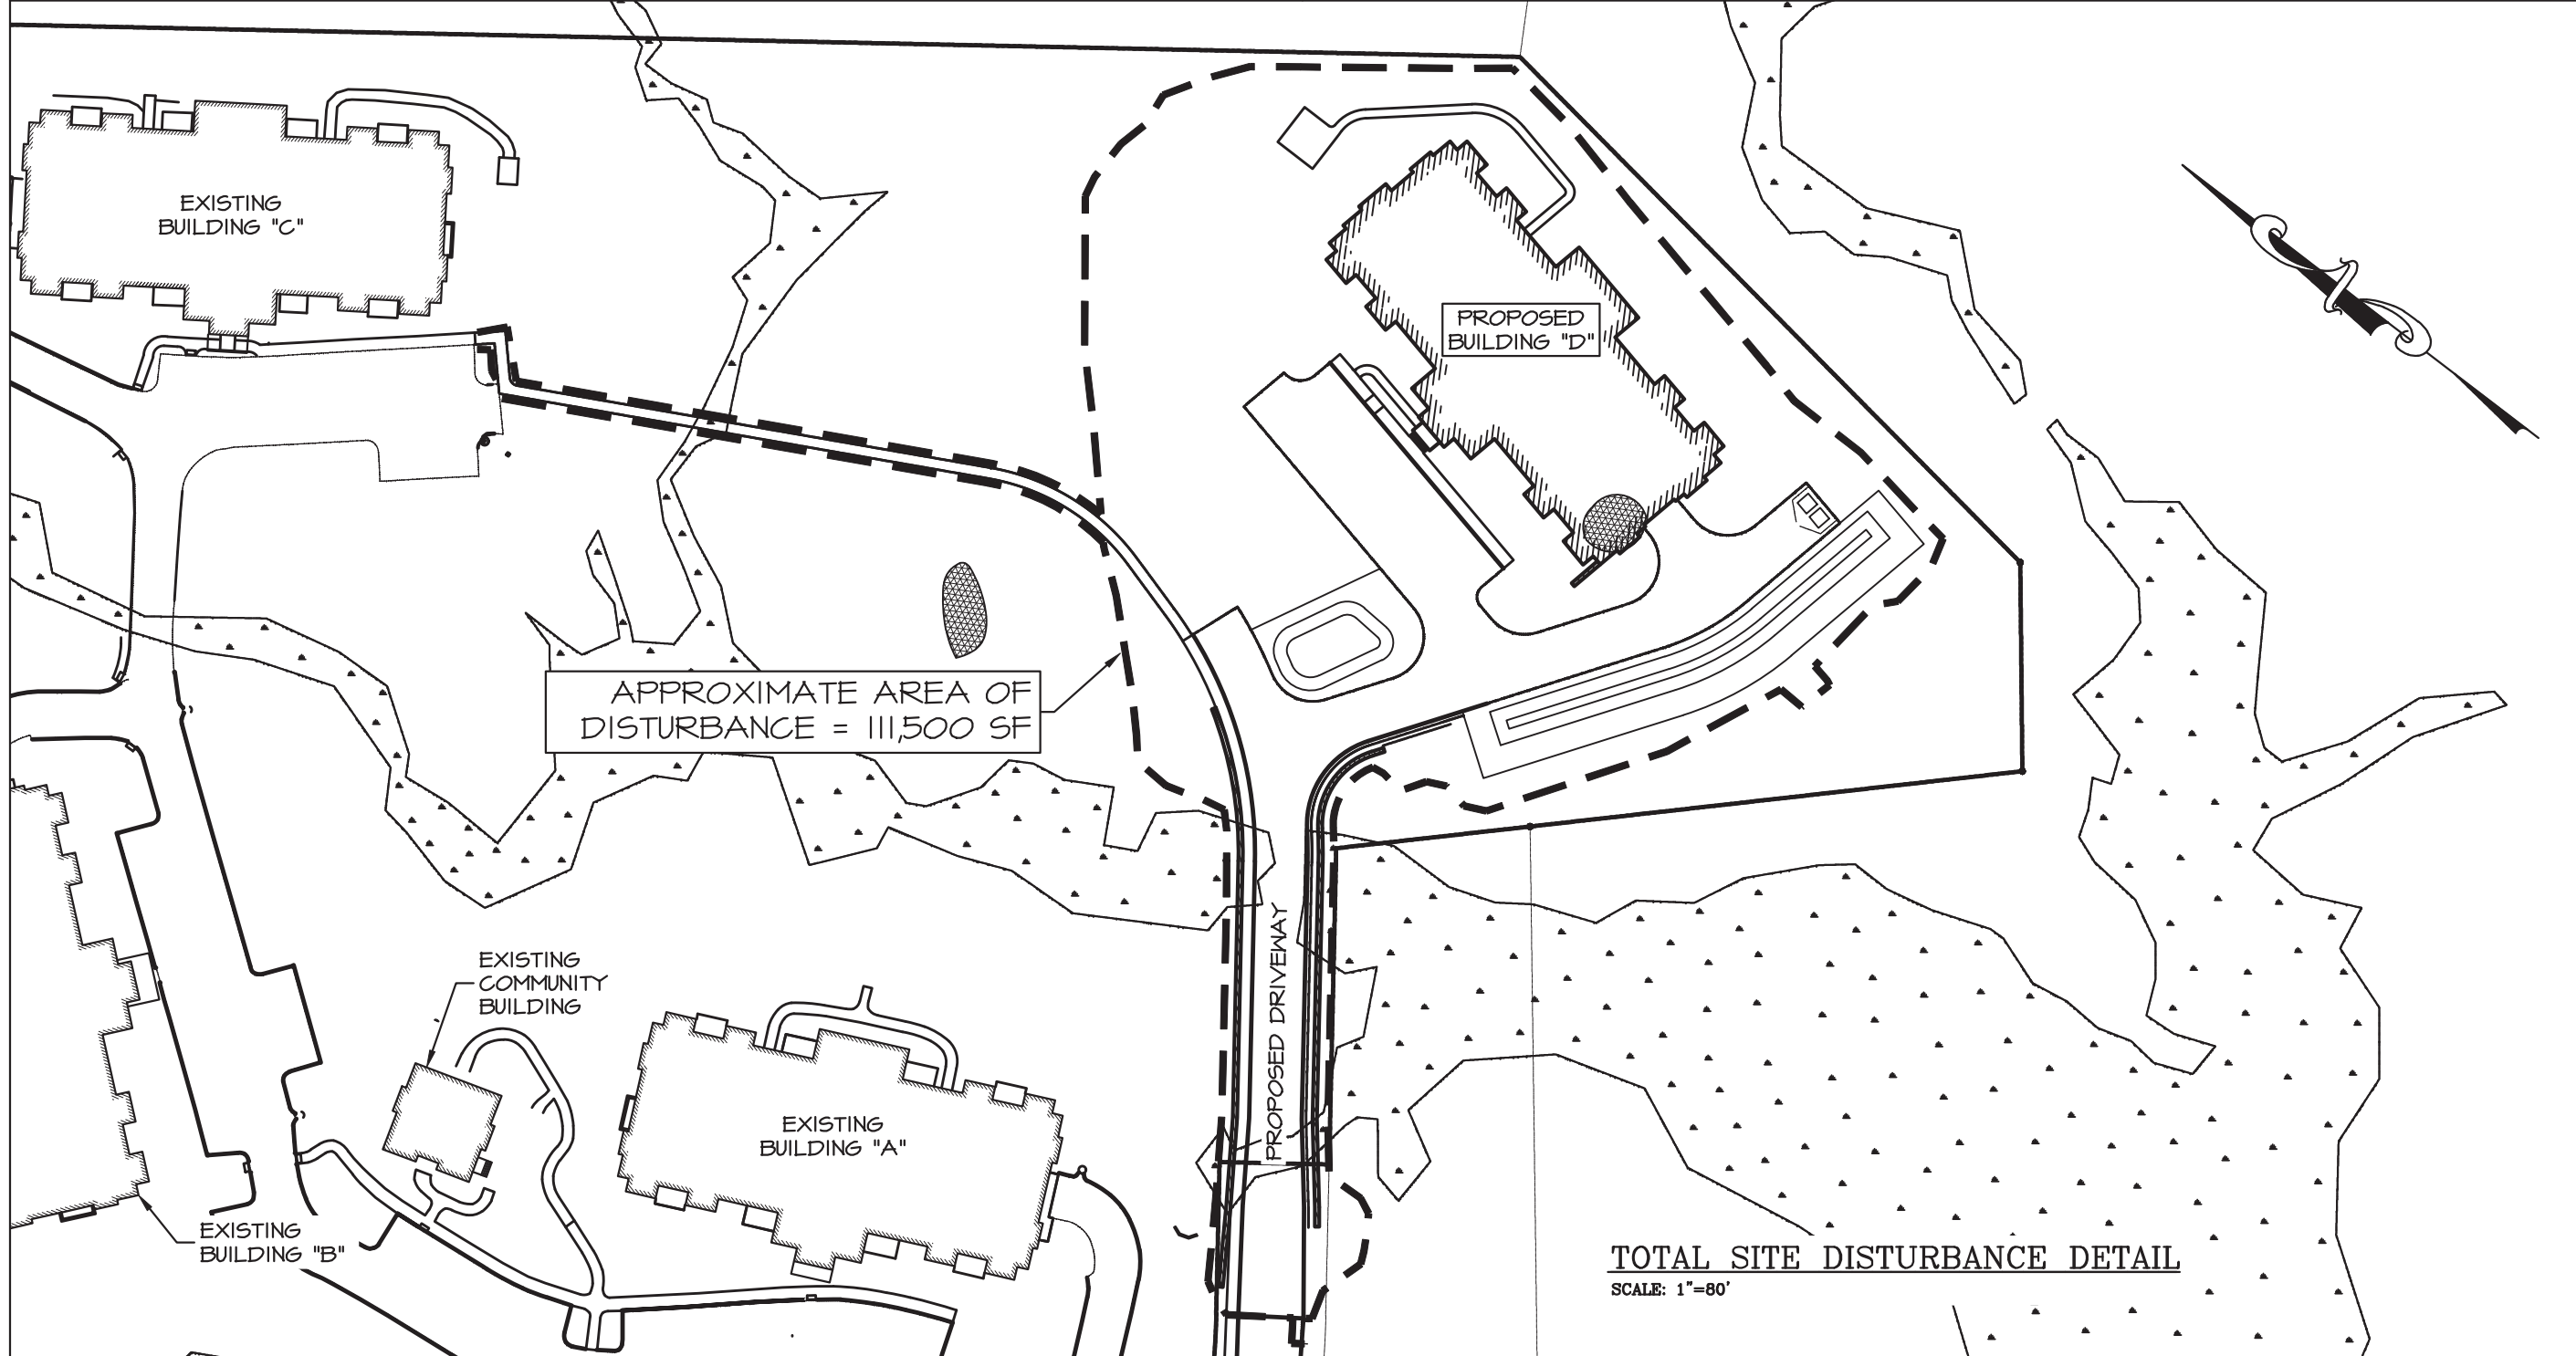 EXISTING
BUILDING "C"
PROPOSED
BUILDING "D"
APPROXIMATE AREA OF
DISTURBANCE = 111,500 SF
PROPOSED DRIVEWAY
EXISTING
COMMUNITY
BUILDING
EXISTING
BUILDING "A"
EXISTING
BUILDING "B"
TOTAL SITE DISTURBANCE DETAIL
SCALE: 1"=80'